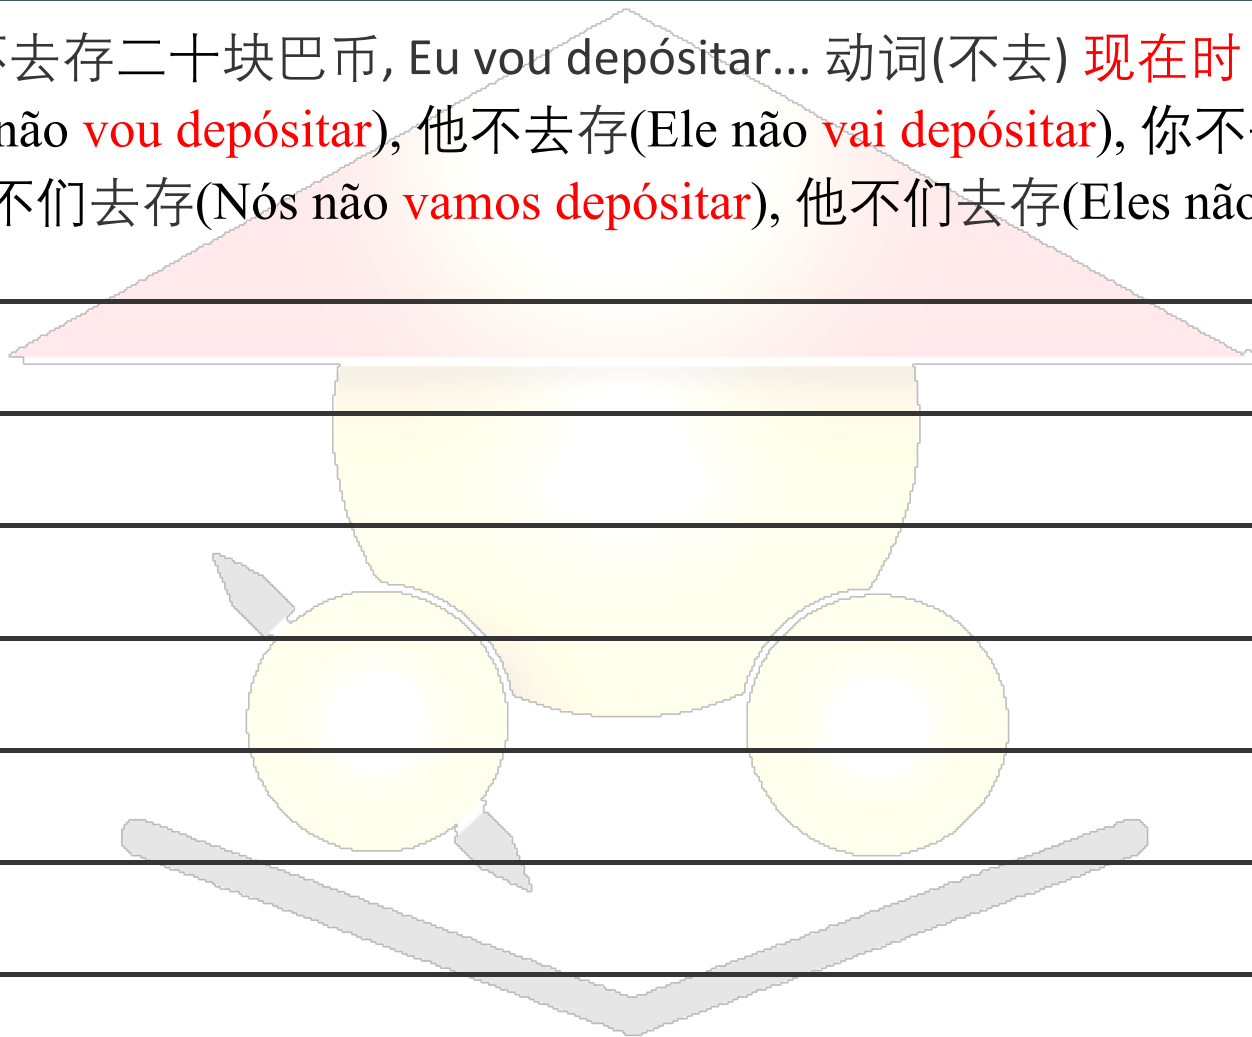 去存二十块巴币, Eu vou depósitar... 动词(不去) 现在时
não vou depósitar), 他不去存(Ele não vai depósitar), 你不
不们去存(Nós não vamos depósitar), 他不们去存(Eles não